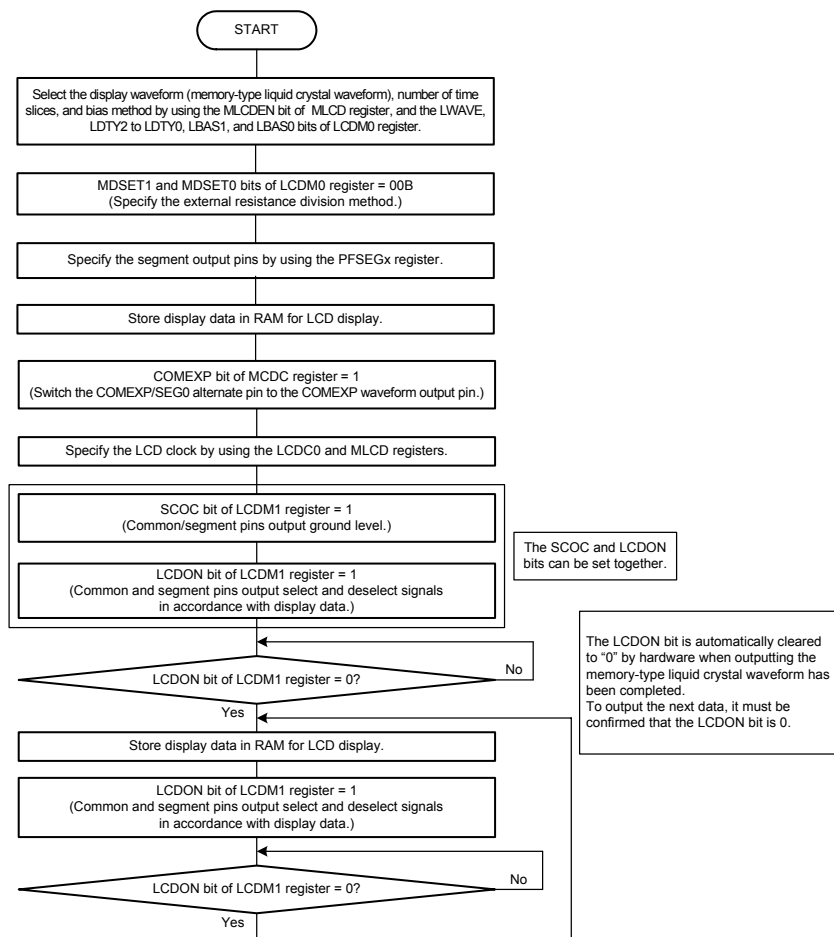 START
Select the display waveform (memory-type liquid crystal waveform), number of time
slices, and bias method by using the MLCDEN bit of MLCD register, and the LWAVE,
LDTY2 to LDTY0, LBAS1, and LBAS0 bits of LCDM0 register.
MDSET1 and MDSET0 bits of LCDM0 register = 00B
(Specify the external resistance division method.)
Specify the segment output pins by using the PFSEGx register.
Store display data in RAM for LCD display.
COMEXP bit of MCDC register = 1
(Switch the COMEXP/SEG0 alternate pin to the COMEXP waveform output pin.)
Specify the LCD clock by using the LCDC0 and MLCD registers.
SCOC bit of LCDM1 register = 1
(Common/segment pins output ground level.)
The SCOC and LCDON
bits can be set together.
LCDON bit of LCDM1 register = 1
(Common and segment pins output select and deselect signals
in accordance with display data.)
The LCDON bit is automatically cleared
to “0” by hardware when outputting the
memory-type liquid crystal waveform has
been completed.
To output the next data, it must be
confirmed that the LCDON bit is 0.
LCDON bit of LCDM1 register = 0?
No
Yes
Store display data in RAM for LCD display.
LCDON bit of LCDM1 register = 1
(Common and segment pins output select and deselect signals
in accordance with display data.)
LCDON bit of LCDM1 register = 0?
No
Yes